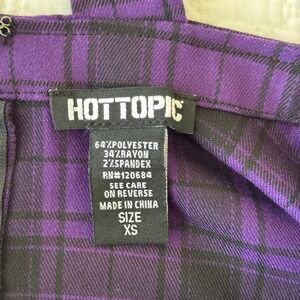 HOTTOPIC
64%POLYESTER
34%RAYON
2%SPANDEX
RN#120684
SEE CARE
ON REVERSE
MADE IN CHINA
SIZE
XS